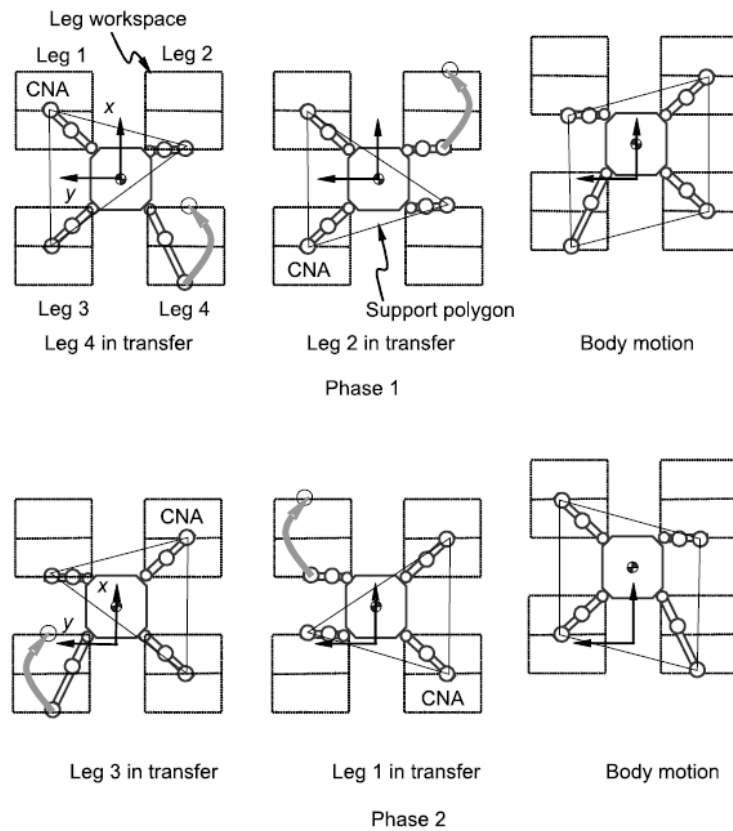 Leg workspace
Leg 1
Leg 2
CNA
x
y
CNA
Leg 3
Leg 4
Support polygon
Leg 4 in transfer
Leg 2 in transfer
Body motion
Phase 1
CNA
x
y
CNA
Leg 3 in transfer
Leg 1 in transfer
Body motion
Phase 2